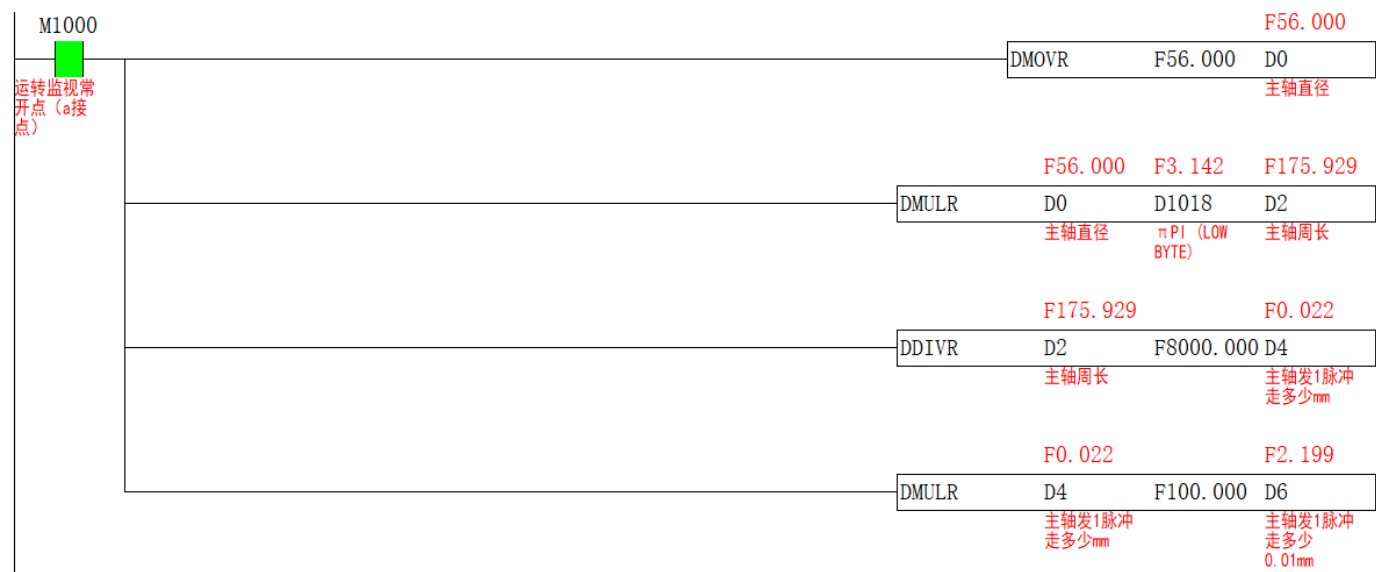 M1000
运转监视常
开点（a接
点）
F56.000
DMOVR F56.000 D0
主轴直径
F56.000 F3.142 F175.929
DMULR D0 D1018 D2
主轴直径 πPI (LOW 主轴周长
BYTE)
F175.929 F0.022
DDIVR D2 F8000.000 D4
主轴周长 主轴发1脉冲
走多少mm
F0.022 F2.199
DMULR D4 F100.000 D6
主轴发1脉冲 主轴发1脉冲
走多少mm 走多少
0.01mm